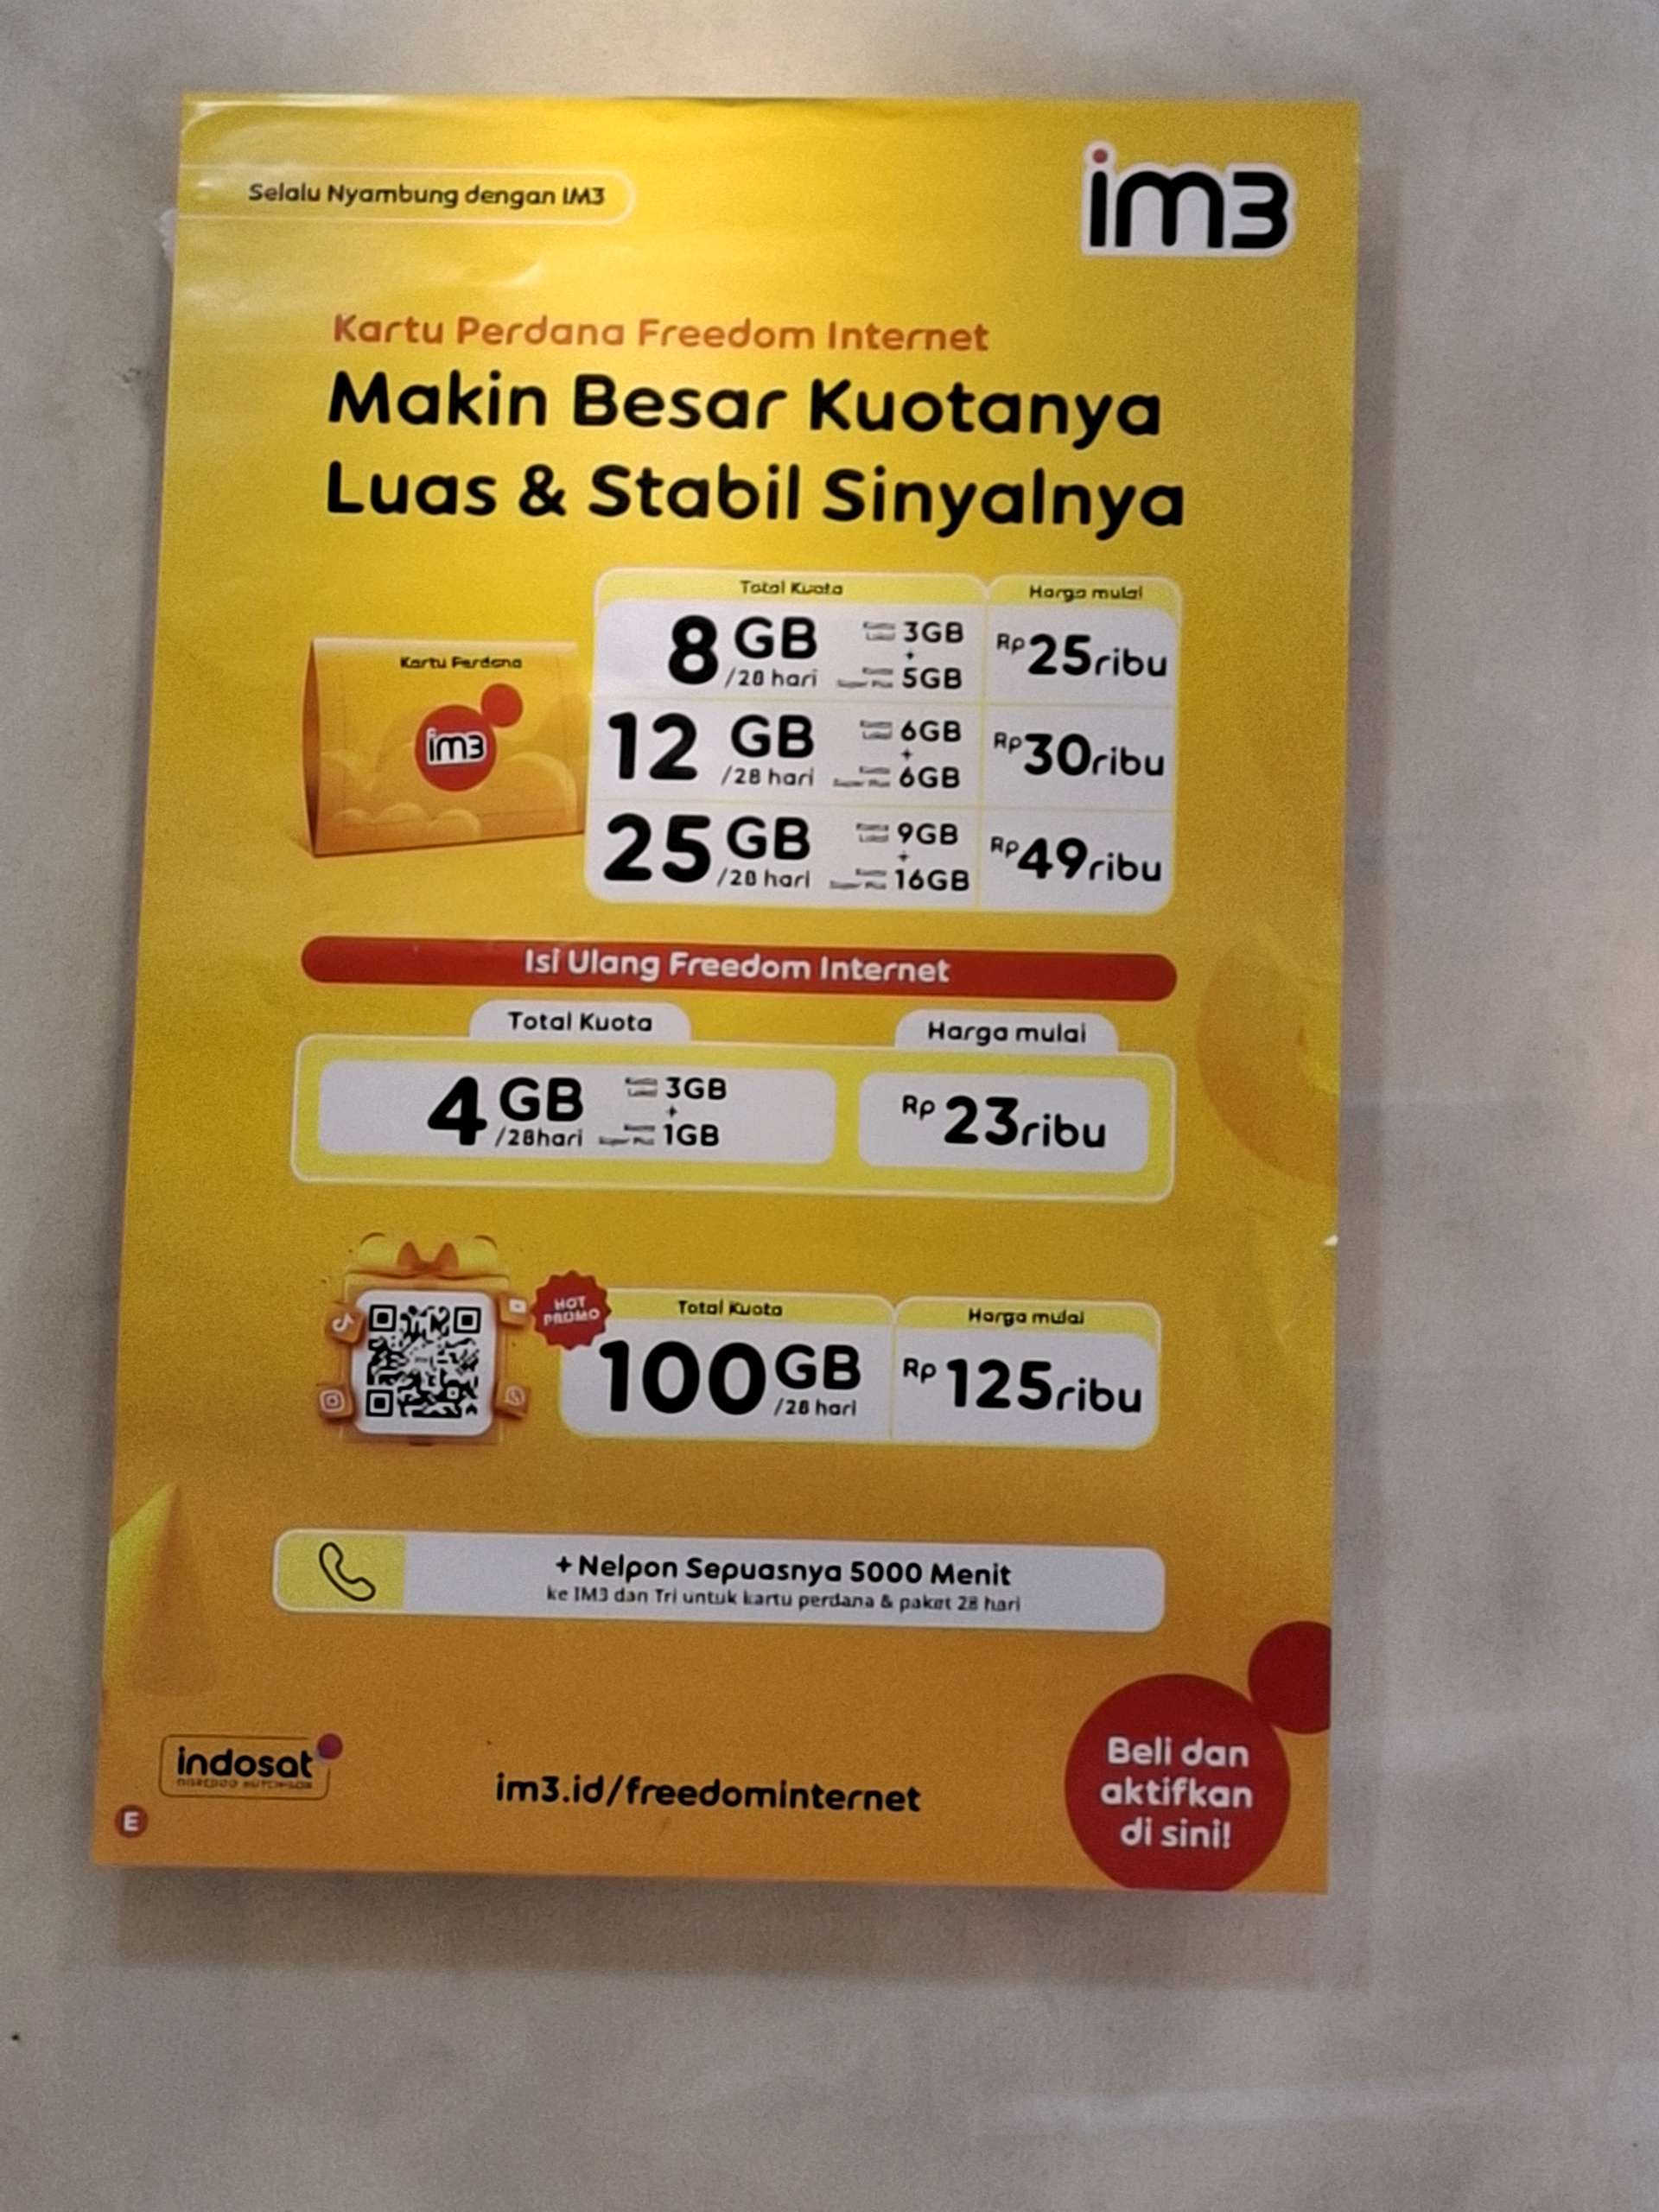 Selalu Nyambung dengan IM3
im3
Kartu Perdana Freedom Internet
Makin Besar Kuotanya
Luas & Stabil Sinyalnya
Total Kuota Harga mulai
Kartu Perdana
im3
8 GB /28 hari 3GB + 5GB Rp25ribu
12 GB /28 hari 6GB + 6GB Rp30ribu
25 GB /28 hari 9GB + 16GB Rp49ribu
Isi Ulang Freedom Internet
Total Kuota Harga mulai
4 GB /28hari 3GB + 1GB Rp 23ribu
HOT PROMO
Total Kuota Harga mulai
100GB /28 hari Rp 125ribu
+ Nelpon Sepuasnya 5000 Menit
ke IM3 dan Tri untuk kartu perdana & paket 28 hari
indosat
OOREDOO HUTCHISON
E
im3.id/freedominternet
Beli dan
aktifkan
di sini!